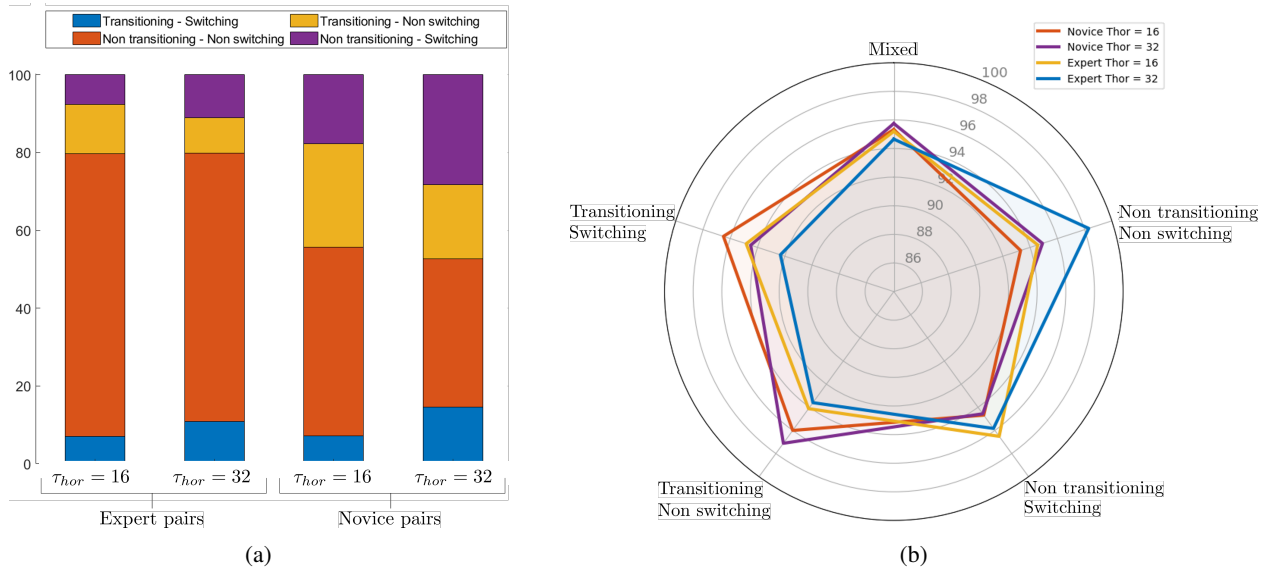 Transitioning - Switching
Transitioning - Non switching
Non transitioning - Non switching
Non transitioning - Switching
100
80
60
40
20
0
τhor = 16
τhor = 32
τhor = 16
τhor = 32
Expert pairs
Novice pairs
(a)
Novice Thor = 16
Novice Thor = 32
Expert Thor = 16
Expert Thor = 32
Mixed
100
98
96
94
92
90
88
86
Transitioning
Switching
Non transitioning
Non switching
Transitioning
Non switching
Non transitioning
Switching
(b)